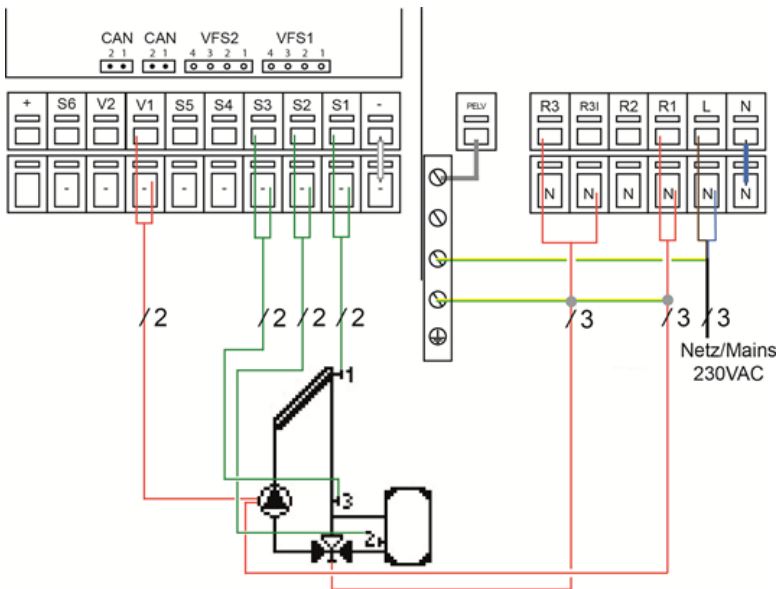 CAN CAN VFS2 VFS1
2 1 2 1 4 3 2 1 4 3 2 1
+ S6 V2 V1 S5 S4 S3 S2 S1 -
- - - - - - - -
PELV
R3 R3I R2 R1 L N
N N N N N N
/2 /2 /2 /2 /3 /3 /3
Netz/Mains
230VAC
1
3
2